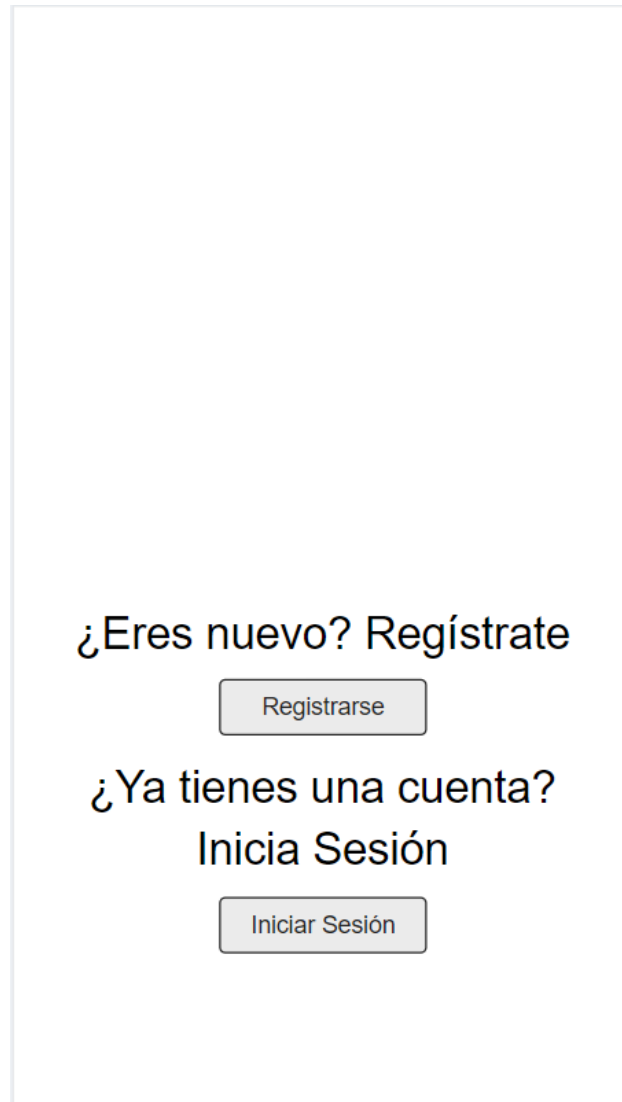 ¿Eres nuevo? Regístrate
Registrarse
¿Ya tienes una cuenta?
Inicia Sesión
Iniciar Sesión